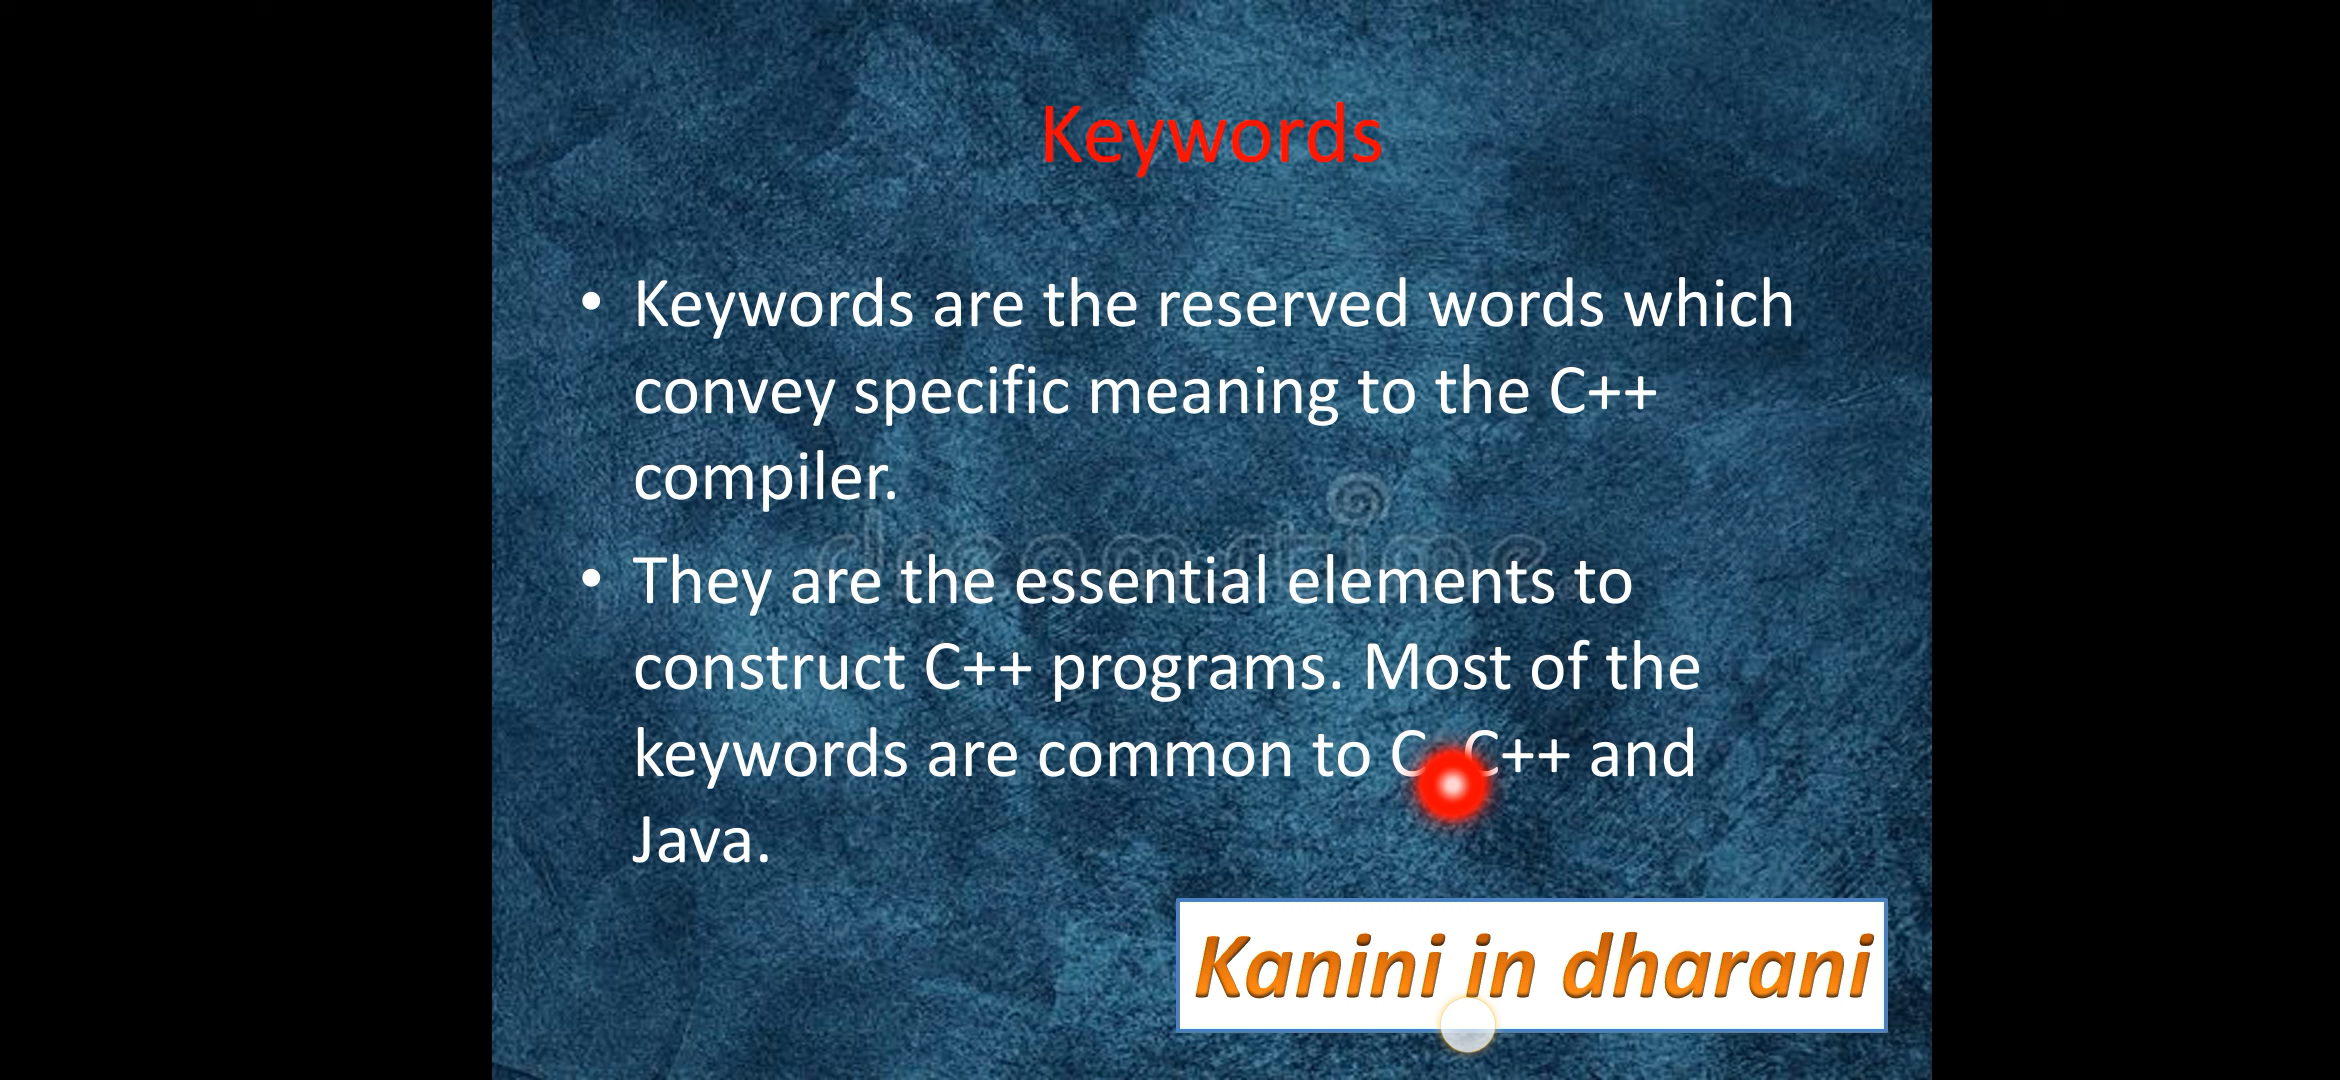 Keywords
• Keywords are the reserved words which
convey specific meaning to the C++
compiler.
dreamstime
• They are the essential elements to
construct C++ programs. Most of the
keywords are common to C, C++ and
Java.
Kanini in dharani